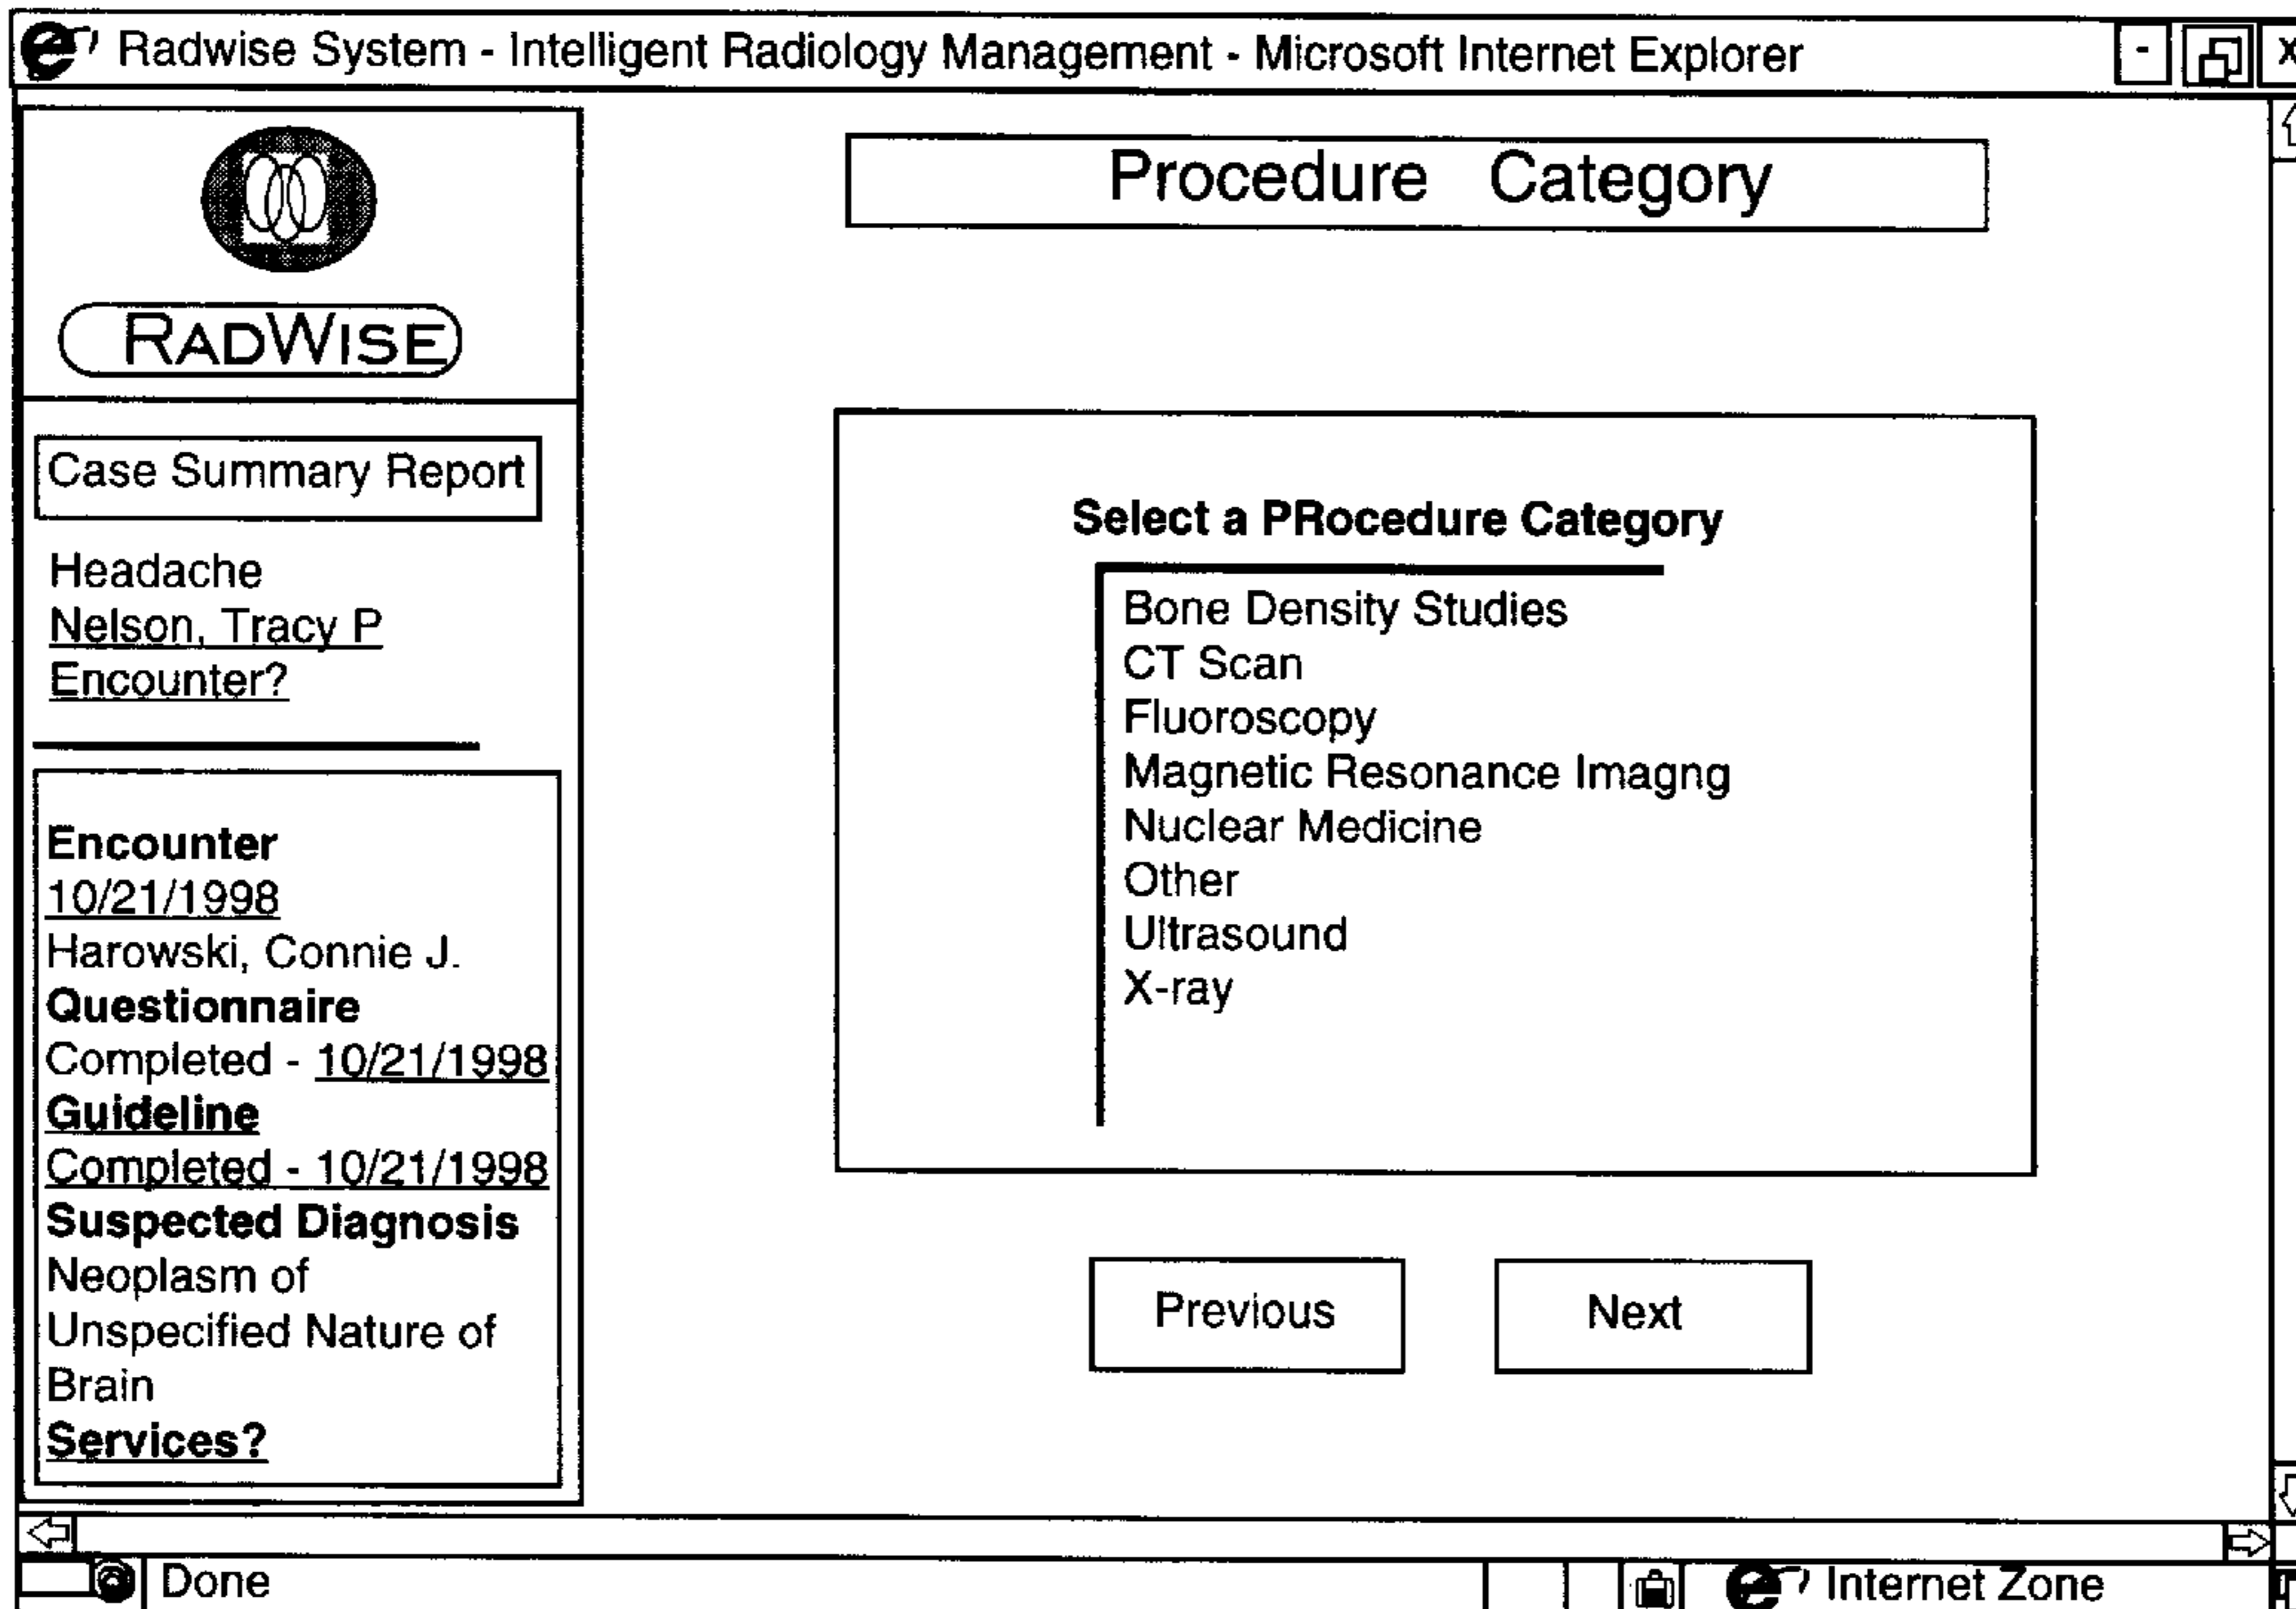 Radwise System - Intelligent Radiology Management - Microsoft Internet Explorer
- X
RADWISE
Case Summary Report
Headache
Nelson, Tracy P
Encounter?
Encounter
10/21/1998
Harowski, Connie J.
Questionnaire
Completed - 10/21/1998
Guideline
Completed - 10/21/1998
Suspected Diagnosis
Neoplasm of
Unspecified Nature of
Brain
Services?
Procedure Category
Select a PRocedure Category
Bone Density Studies
CT Scan
Fluoroscopy
Magnetic Resonance Imagng
Nuclear Medicine
Other
Ultrasound
X-ray
Previous Next
Done
Internet Zone